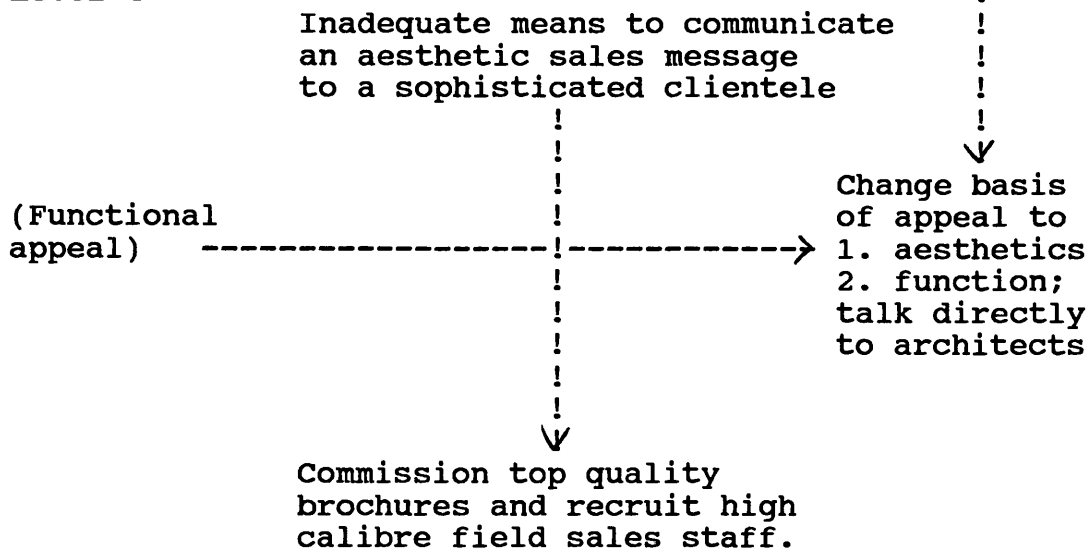 Inadequate means to communicate
an aesthetic sales message
to a sophisticated clientele
(Functional
appeal)
Change basis
of appeal to
1. aesthetics
2. function;
talk directly
to architects
Commission top quality
brochures and recruit high
calibre field sales staff.